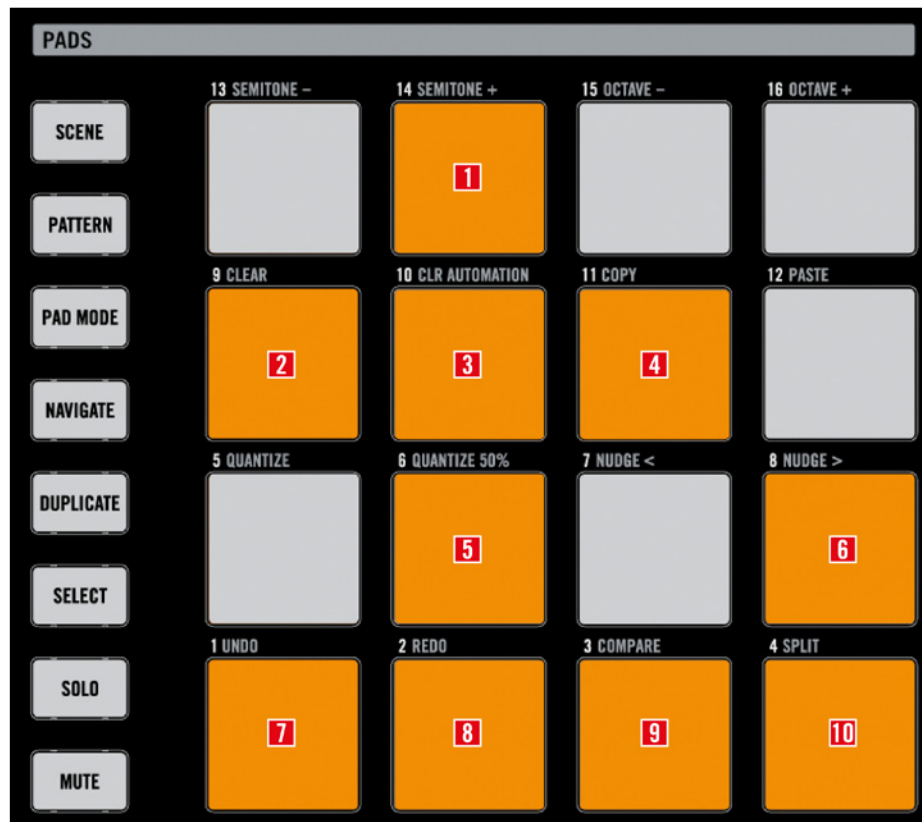 PADS
13 SEMITONE – 14 SEMITONE + 15 OCTAVE – 16 OCTAVE +
SCENE
1
PATTERN
9 CLEAR 10 CLR AUTOMATION 11 COPY 12 PASTE
PAD MODE
2 3 4
NAVIGATE
5 QUANTIZE 6 QUANTIZE 50% 7 NUDGE < 8 NUDGE >
DUPLICATE
5 6
SELECT
1 UNDO 2 REDO 3 COMPARE 4 SPLIT
SOLO
7 8 9 10
MUTE